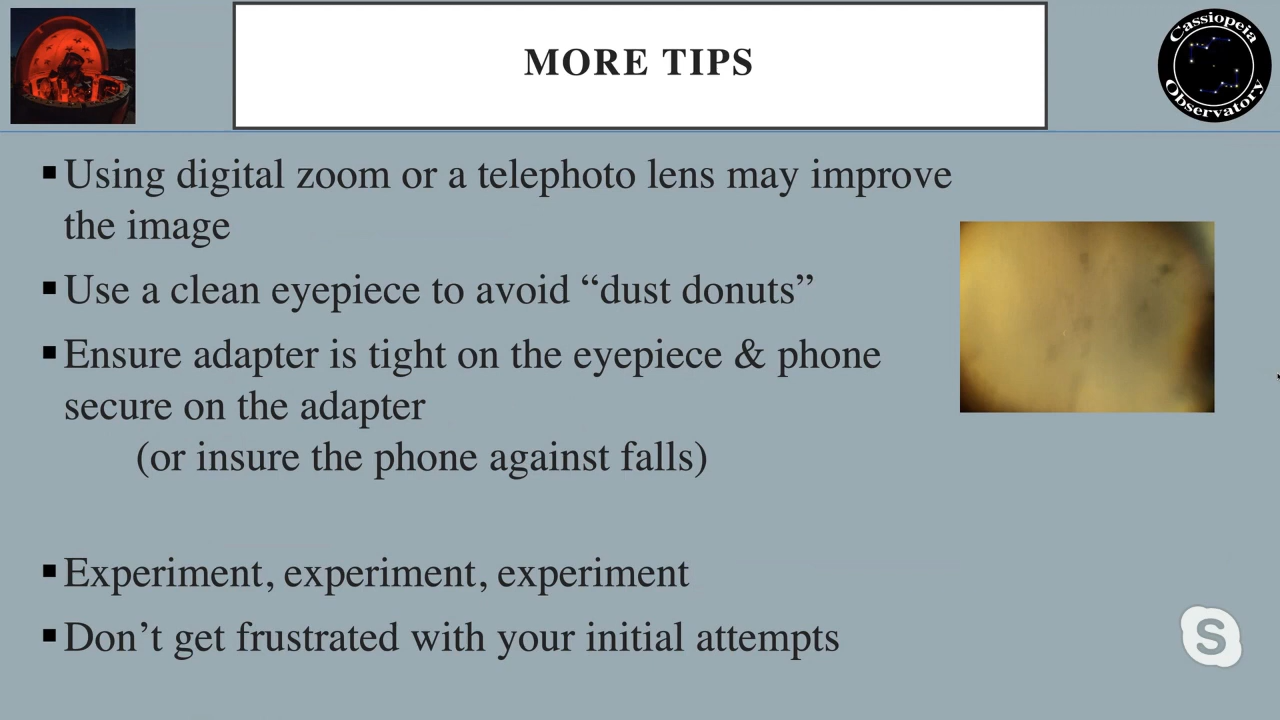 MORE TIPS
Cassiopeia
Observatory
▪Using digital zoom or a telephoto lens may improve
the image
▪Use a clean eyepiece to avoid “dust donuts”
▪Ensure adapter is tight on the eyepiece & phone
secure on the adapter
(or insure the phone against falls)
▪Experiment, experiment, experiment
▪Don’t get frustrated with your initial attempts
S